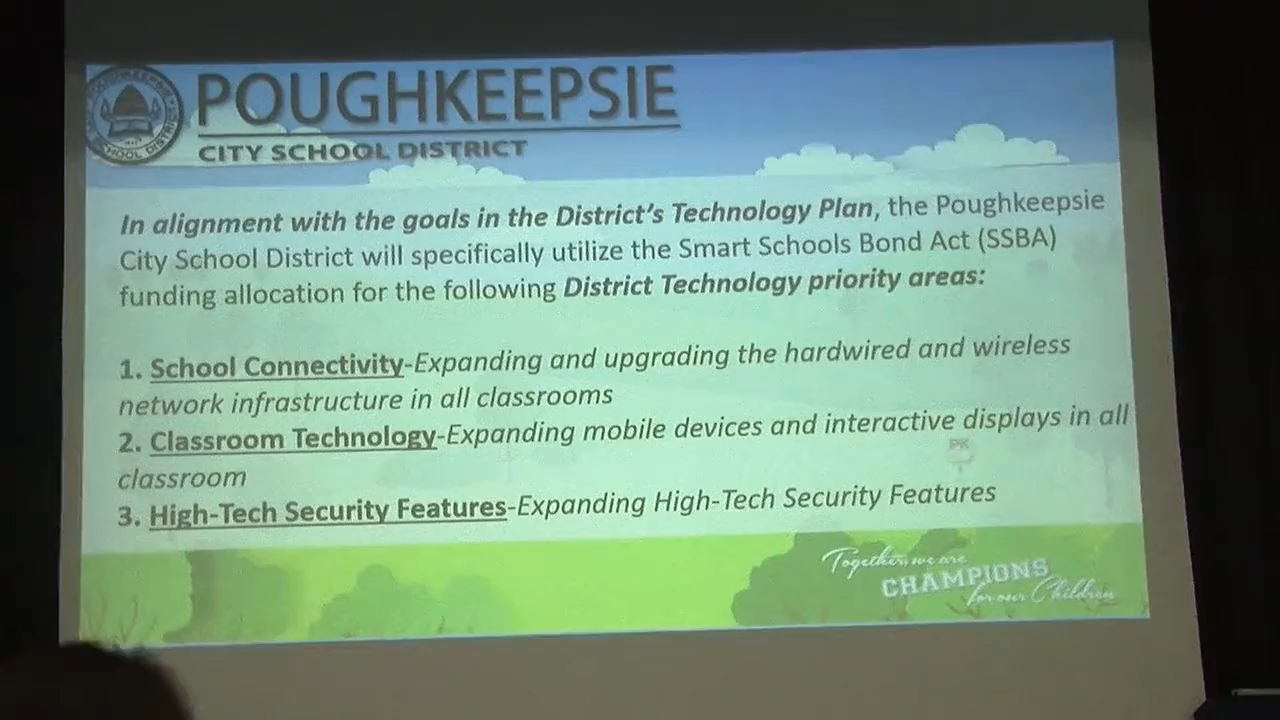 POUGHKEEPSIE
CITY SCHOOL DISTRICT
In alignment with the goals in the District's Technology Plan, the Poughkeepsie
City School District will specifically utilize the Smart Schools Bond Act (SSBA)
funding allocation for the following District Technology priority areas:
1. School Connectivity-Expanding and upgrading the hardwired and wireless
network infrastructure in all classrooms
2. Classroom Technology-Expanding mobile devices and interactive displays in all
classroom
3. High-Tech Security Features-Expanding High-Tech Security Features
PK
Together, we are
CHAMPIONS
for our Children